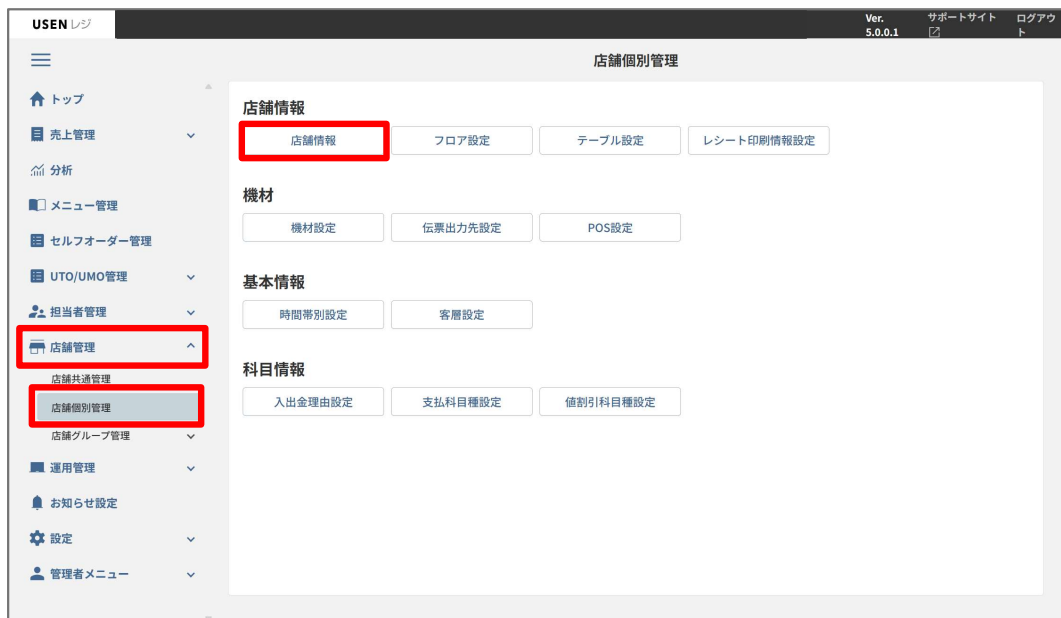 USEN レジ
Ver.
5.0.0.1
サポートサイト
ログアウ
ト
店舗個別管理
トップ
売上管理
分析
メニュー管理
セルフオーダー管理
UTO/UMO管理
担当者管理
店舗管理
店舗共通管理
店舗個別管理
店舗グループ管理
運用管理
お知らせ設定
設定
管理者メニュー
店舗情報
店舗情報 フロア設定 テーブル設定 レシート印刷情報設定
機材
機材設定 伝票出力先設定 POS設定
基本情報
時間帯別設定 客層設定
科目情報
入出金理由設定 支払科目種設定 値割引科目種設定